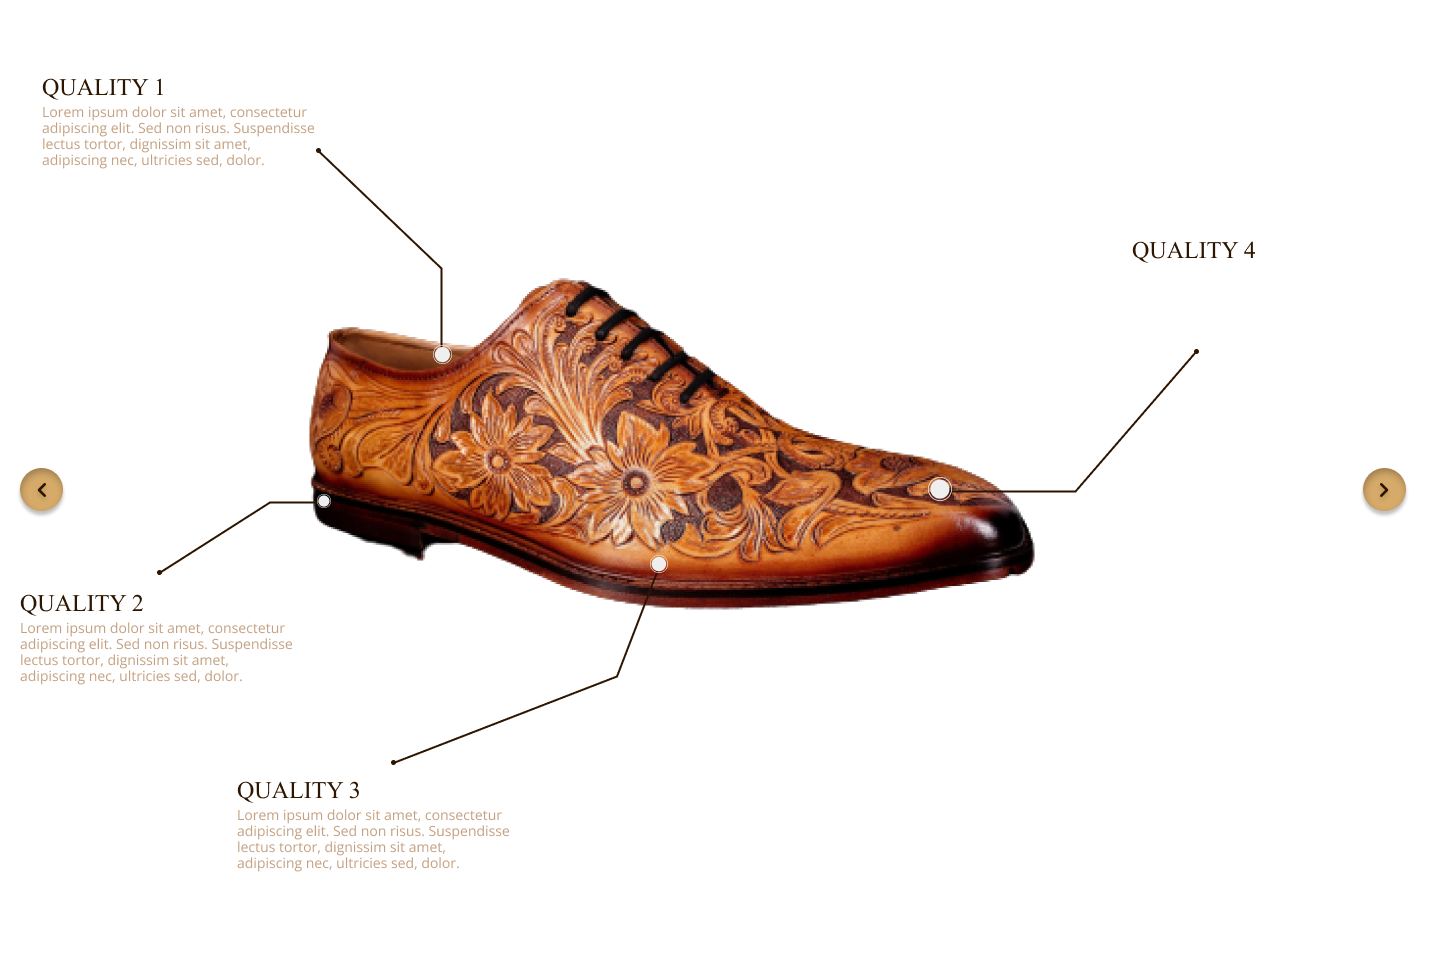 QUALITY 1
Lorem ipsum dolor sit amet, consectetur
adipiscing elit. Sed non risus. Suspendisse
lectus tortor, dignissim sit amet,
adipiscing nec, ultricies sed, dolor.
QUALITY 4
QUALITY 2
Lorem ipsum dolor sit amet, consectetur
adipiscing elit. Sed non risus. Suspendisse
lectus tortor, dignissim sit amet,
adipiscing nec, ultricies sed, dolor.
QUALITY 3
Lorem ipsum dolor sit amet, consectetur
adipiscing elit. Sed non risus. Suspendisse
lectus tortor, dignissim sit amet,
adipiscing nec, ultricies sed, dolor.